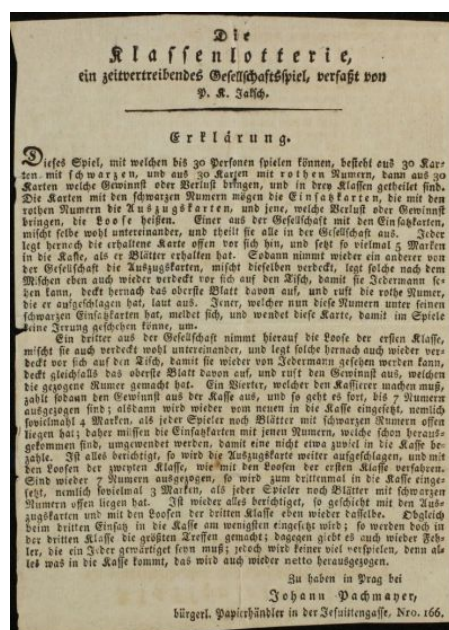 Die
Klassenlotterie,
ein zeitvertreibendes Gesellschaftsspiel, verfaßt von
P. K. Jaksch.
Erklärung.
Dieses Spiel, mit welchen bis 30 Personen spielen können, besteht aus 30 Kar-
ten mit schwarzen, und aus 30 Karten mit rothen Numern, dann aus 30
Karten welche Gewinnst oder Verlust bringen, und in drey Klassen getheilt sind.
Die Karten mit den schwarzen Numern mögen die Einsatzkarten, die mit den
rothen Numern die Auszugskarten, und jene, welche Verlust oder Gewinnst
bringen, die Loose heissen. Einer aus der Gesellschaft mit den Einsatzkarten,
mischt selbe wohl untereinander, und theilt sie alle in der Gesellschaft aus. Jeder
legt hernach die erhaltene Karte offen vor sich hin, und setzt so vielmal 5 Marken
in die Kasse, als er Blätter erhalten hat. Sodann nimmt wieder ein anderer von
der Gesellschaft die Auszugskarten, mischt dieselben verdeckt, legt solche nach dem
Mischen eben auch wieder verdeckt vor sich auf den Tisch, damit sie Jedermann se-
hen kann, deckt hernach das oberste Blatt davon auf, und ruft die rothe Numer,
die er aufgeschlagen hat, laut aus. Jener, welcher nun diese Numern unter seinen
schwarzen Einsatzkarten hat, meldet sich, und wendet diese Karte, damit im Spiele
keine Jerung geschehen könne, um.
Ein dritter aus der Gesellschaft nimmt hierauf die Loose der ersten Klasse,
mischt sie auch verdeckt wohl untereinander, und legt solche hernach auch wieder ver-
deckt vor sich auf den Tisch, damit sie wieder von Jedermann gesehen werden kann,
deckt gleichfalls das oberste Blatt davon auf, und ruft den Gewinnst aus, welchen
die gezogene Numer gemacht hat. Ein Vierter, welcher den Kassierer machen muß,
zahlt sodann den Gewinnst aus der Kasse aus, und so geht es fort, bis 7 Numern
ausgezogen sind; alsdann wird wieder vom neuen in die Kasse eingesetzt, nemlich
sovielmahl 4 Marken, als jeder Spieler noch Blätter mit schwarzen Numern offen
liegen hat; daher müssen die Einsatzkarten mit jenen Numern, welche schon heraus-
gekommen sind, umgewendet werden, damit eine nicht etwa zuviel in die Kasse be-
zahle. Ist alles berichtigt, so wird die Auszugskarte weiter aufgeschlagen, und mit
den Loosen der zweyten Klasse, wie mit den Loosen der ersten Klasse verfahren.
Sind wieder 7 Numern ausgezogen, so wird zum drittenmal in die Kasse einge-
setzt, nemlich sovielmal 3 Marken, als jeder Spieler noch Blätter mit schwarzen
Numern offen liegen hat. Ist wieder alles berichtiget, so geschieht mit den Aus-
zugskarten und mit den Loosen der dritten Klasse eben wieder dasselbe. Obgleich
beim dritten Einsatz in die Kasse am wenigsten eingesetzt wird; so werden doch in
der dritten Klasse die größten Treffen gemacht; dagegen giebt es auch wieder Feh-
ler, die ein Jeder gewärtiget seyn muß; jedoch wird keiner viel verspielen, denn al-
les was in die Kasse kommt, das wird auch wieder netto herausgezogen.
Zu haben in Prag bei
Johann Pachmayer,
bürgerl. Papierhändler in der Jesuittengasse, Nro. 166.